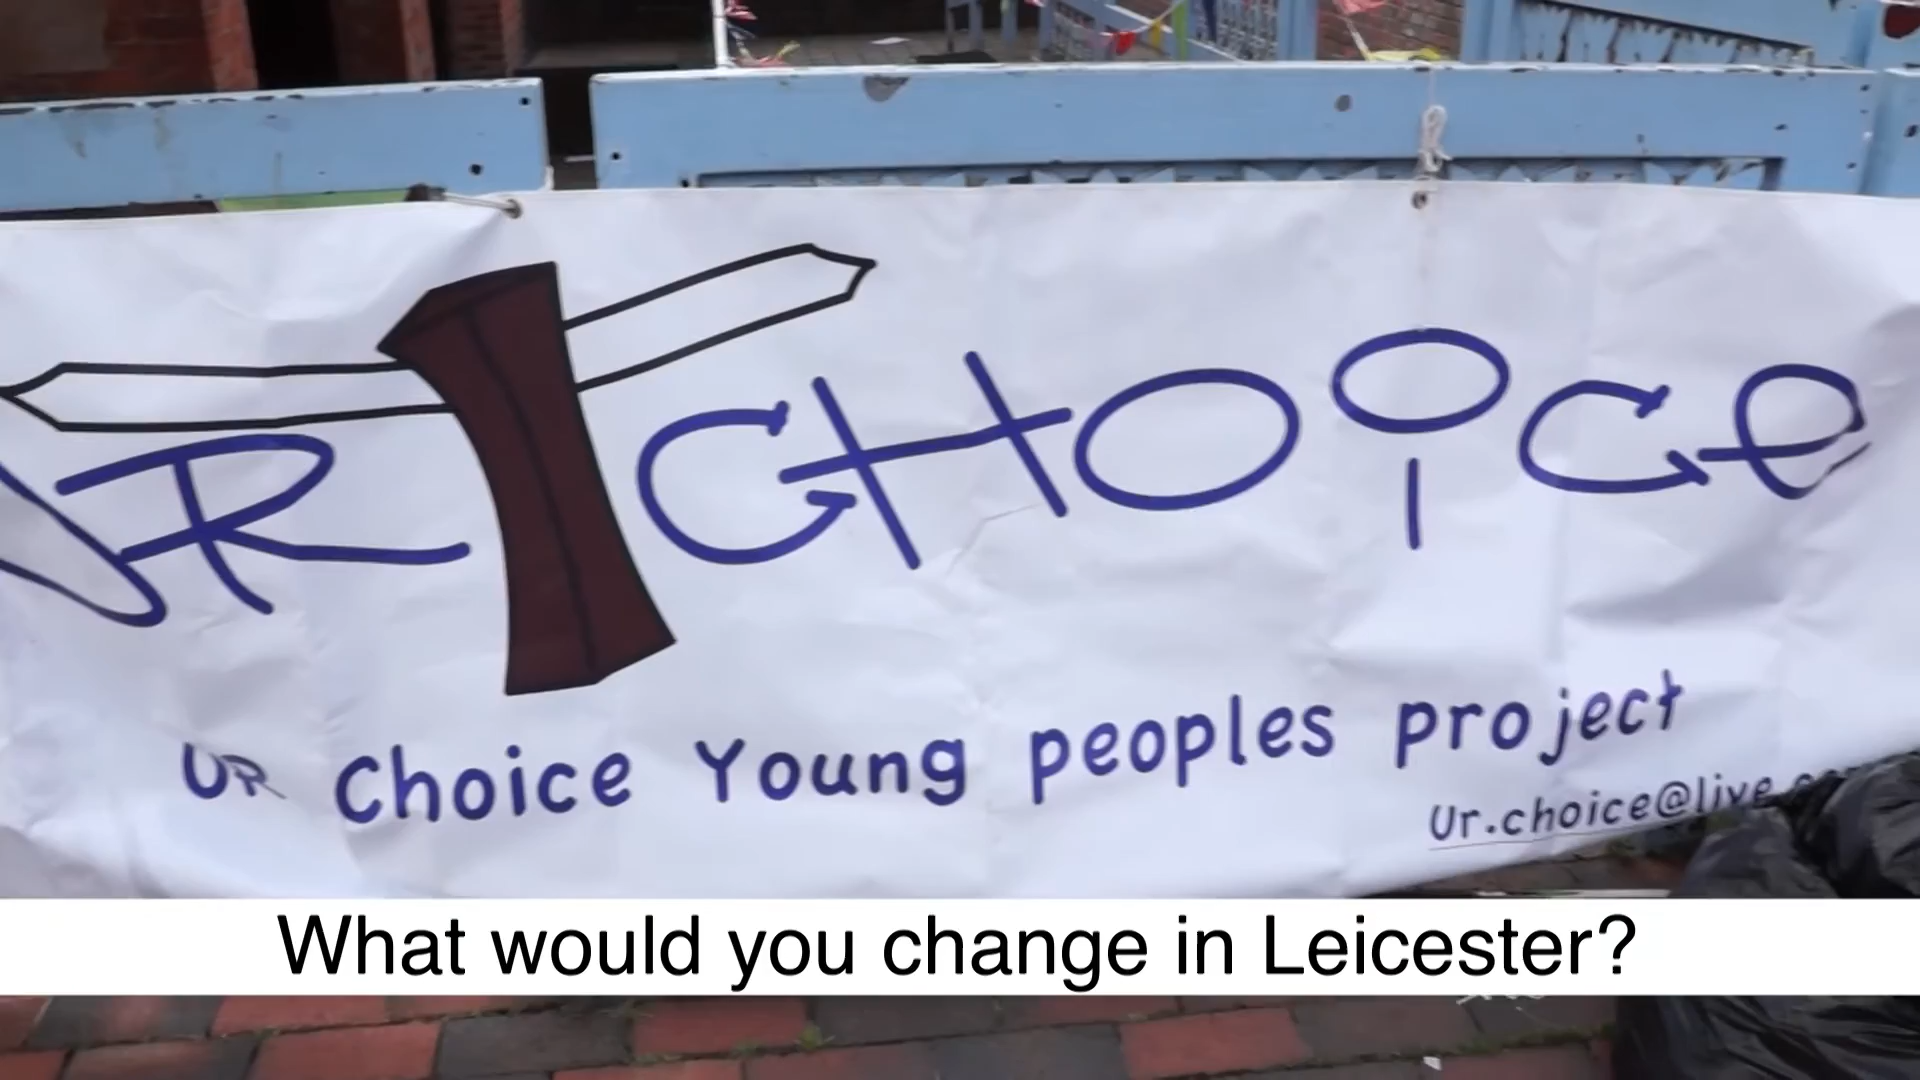 UR CHOiCe
UR Choice Young peoples project
Ur.choice@live
What would you change in Leicester?